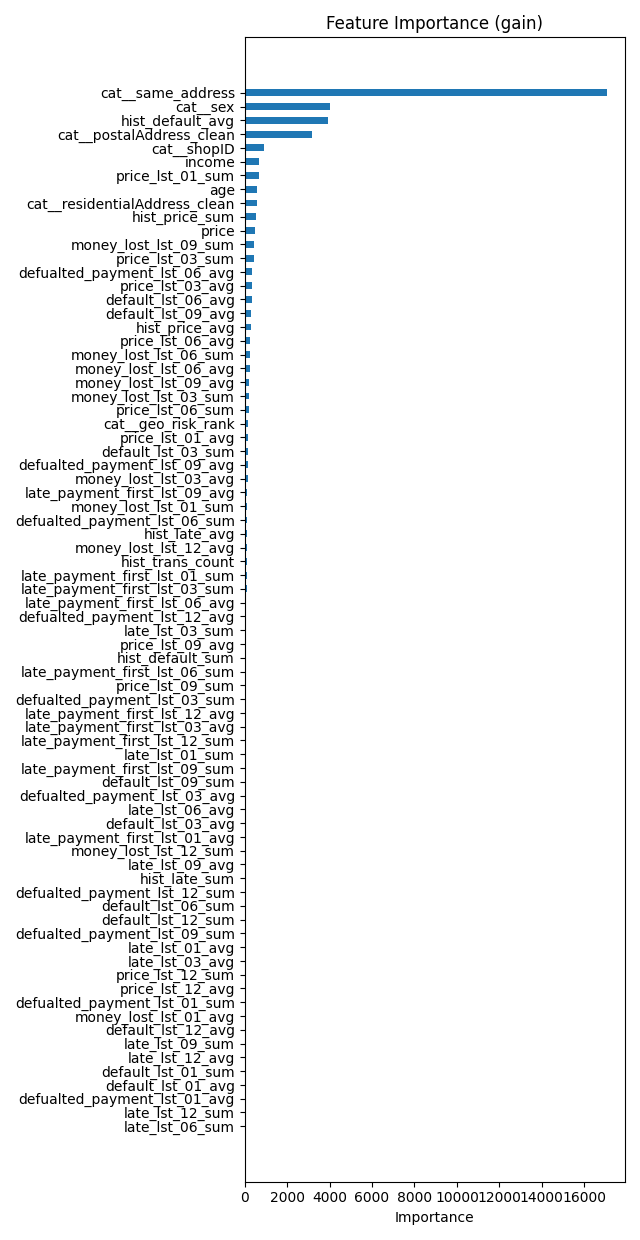 Feature Importance (gain)
cat__same_address
cat__sex
hist_default_avg
cat__postalAddress_clean
cat__shopID
income
price_lst_01_sum
age
cat__residentialAddress_clean
hist_price_sum
price
money_lost_lst_09_sum
price_lst_03_sum
defualted_payment_lst_06_avg
price_lst_03_avg
default_lst_06_avg
default_lst_09_avg
hist_price_avg
price_lst_06_avg
money_lost_lst_06_sum
money_lost_lst_06_avg
money_lost_lst_09_avg
money_lost_lst_03_sum
price_lst_06_sum
cat__geo_risk_rank
price_lst_01_avg
default_lst_03_sum
defualted_payment_lst_09_avg
money_lost_lst_03_avg
late_payment_first_lst_09_avg
money_lost_lst_01_sum
defualted_payment_lst_06_sum
hist_late_avg
money_lost_lst_12_avg
hist_trans_count
late_payment_first_lst_01_sum
late_payment_first_lst_03_sum
late_payment_first_lst_06_avg
defualted_payment_lst_12_avg
late_lst_03_sum
price_lst_09_avg
hist_default_sum
late_payment_first_lst_06_sum
price_lst_09_sum
defualted_payment_lst_03_sum
late_payment_first_lst_12_avg
late_payment_first_lst_03_avg
late_payment_first_lst_12_sum
late_lst_01_sum
late_payment_first_lst_09_sum
default_lst_09_sum
defualted_payment_lst_03_avg
late_lst_06_avg
default_lst_03_avg
late_payment_first_lst_01_avg
money_lost_lst_12_sum
late_lst_09_avg
hist_late_sum
defualted_payment_lst_12_sum
default_lst_06_sum
default_lst_12_sum
defualted_payment_lst_09_sum
late_lst_01_avg
late_lst_03_avg
price_lst_12_sum
price_lst_12_avg
defualted_payment_lst_01_sum
money_lost_lst_01_avg
default_lst_12_avg
late_lst_09_sum
late_lst_12_avg
default_lst_01_sum
default_lst_01_avg
defualted_payment_lst_01_avg
late_lst_12_sum
late_lst_06_sum
0 2000 4000 6000 8000 10000 12000 14000 16000
Importance